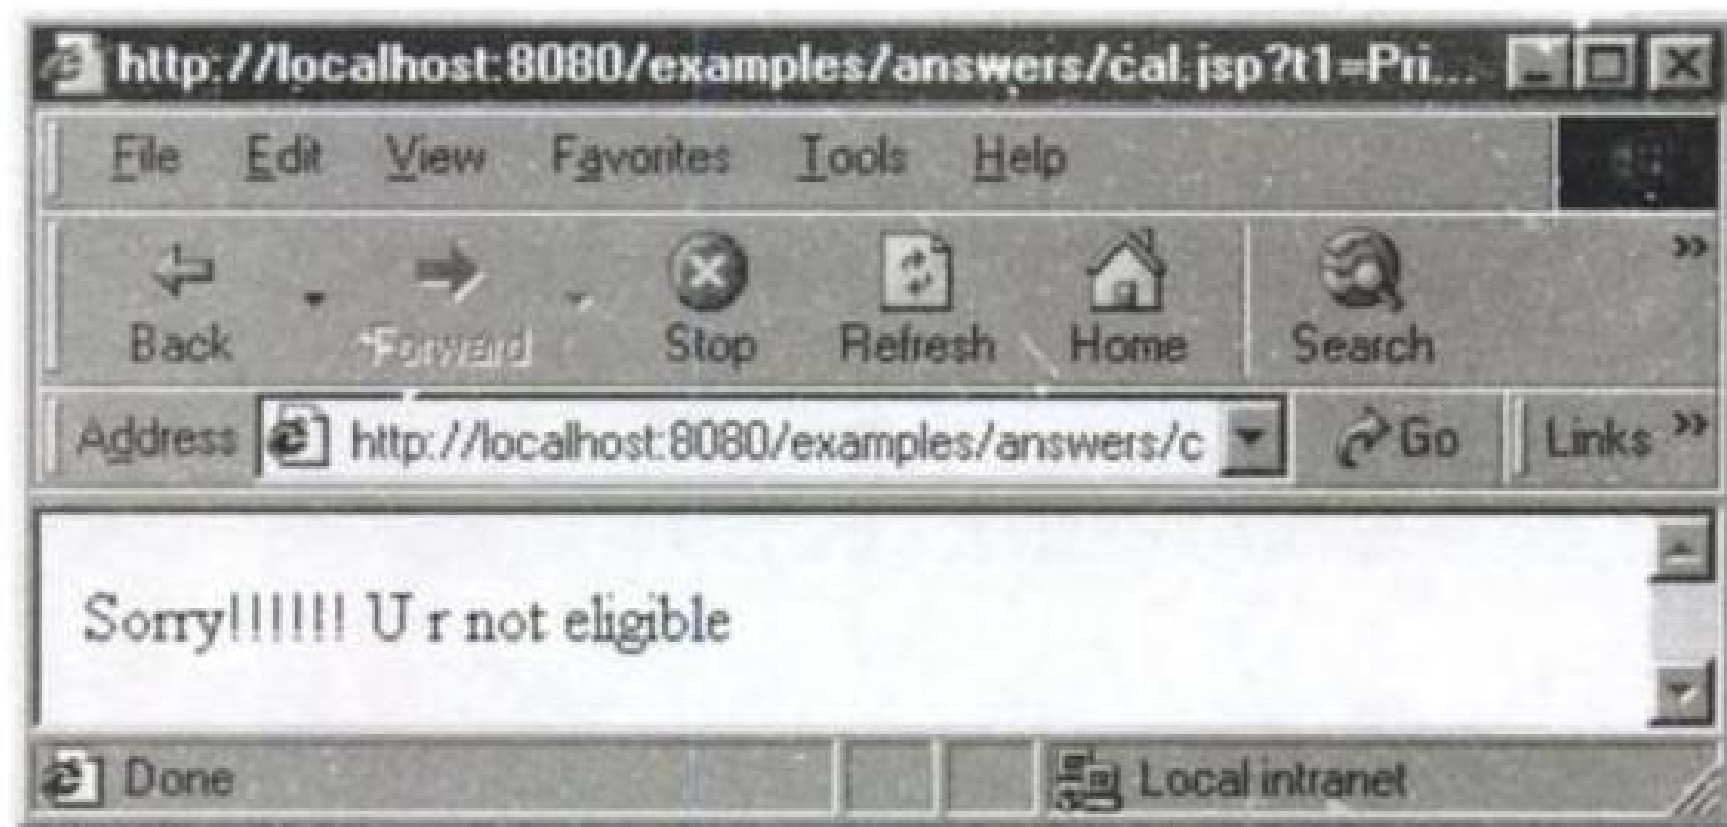 http://localhost:8080/examples/answers/cal.jsp?t1=Pri...
File Edit View Favorites Tools Help
»
Back Forward Stop Refresh Home Search
Address http://localhost:8080/examples/answers/c Go Links »
Sorry!!!!!! U r not eligible
Done Local intranet